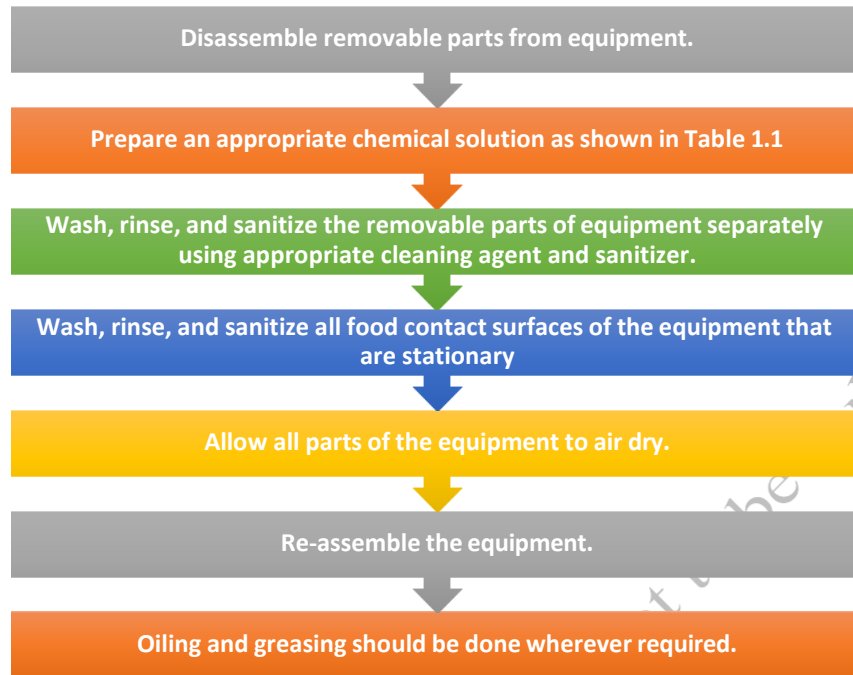 Disassemble removable parts from equipment.
Prepare an appropriate chemical solution as shown in Table 1.1
Wash, rinse, and sanitize the removable parts of equipment separately
using appropriate cleaning agent and sanitizer.
Wash, rinse, and sanitize all food contact surfaces of the equipment that
are stationary
Allow all parts of the equipment to air dry.
Re-assemble the equipment.
Oiling and greasing should be done wherever required.
be